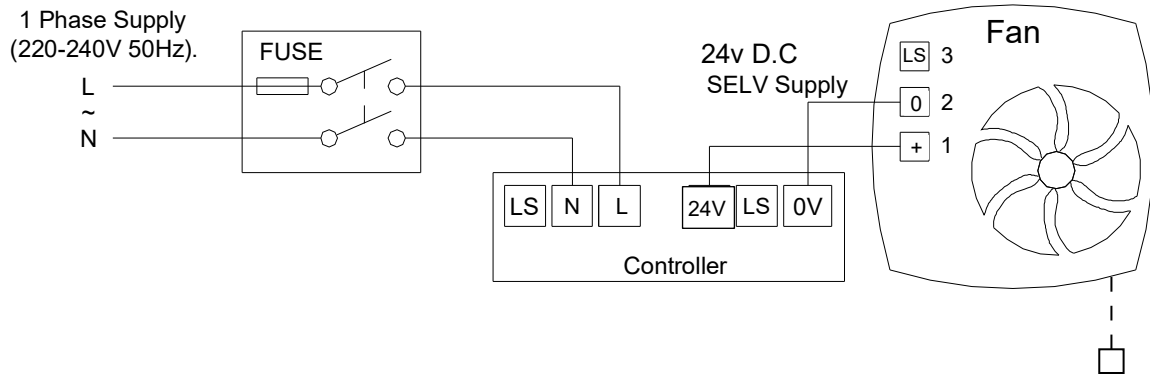 1 Phase Supply
(220-240V 50Hz).
L
~
N
FUSE
24v D.C
SELV Supply
Fan
LS 3
0 2
+ 1
LS N L 24V LS 0V
Controller